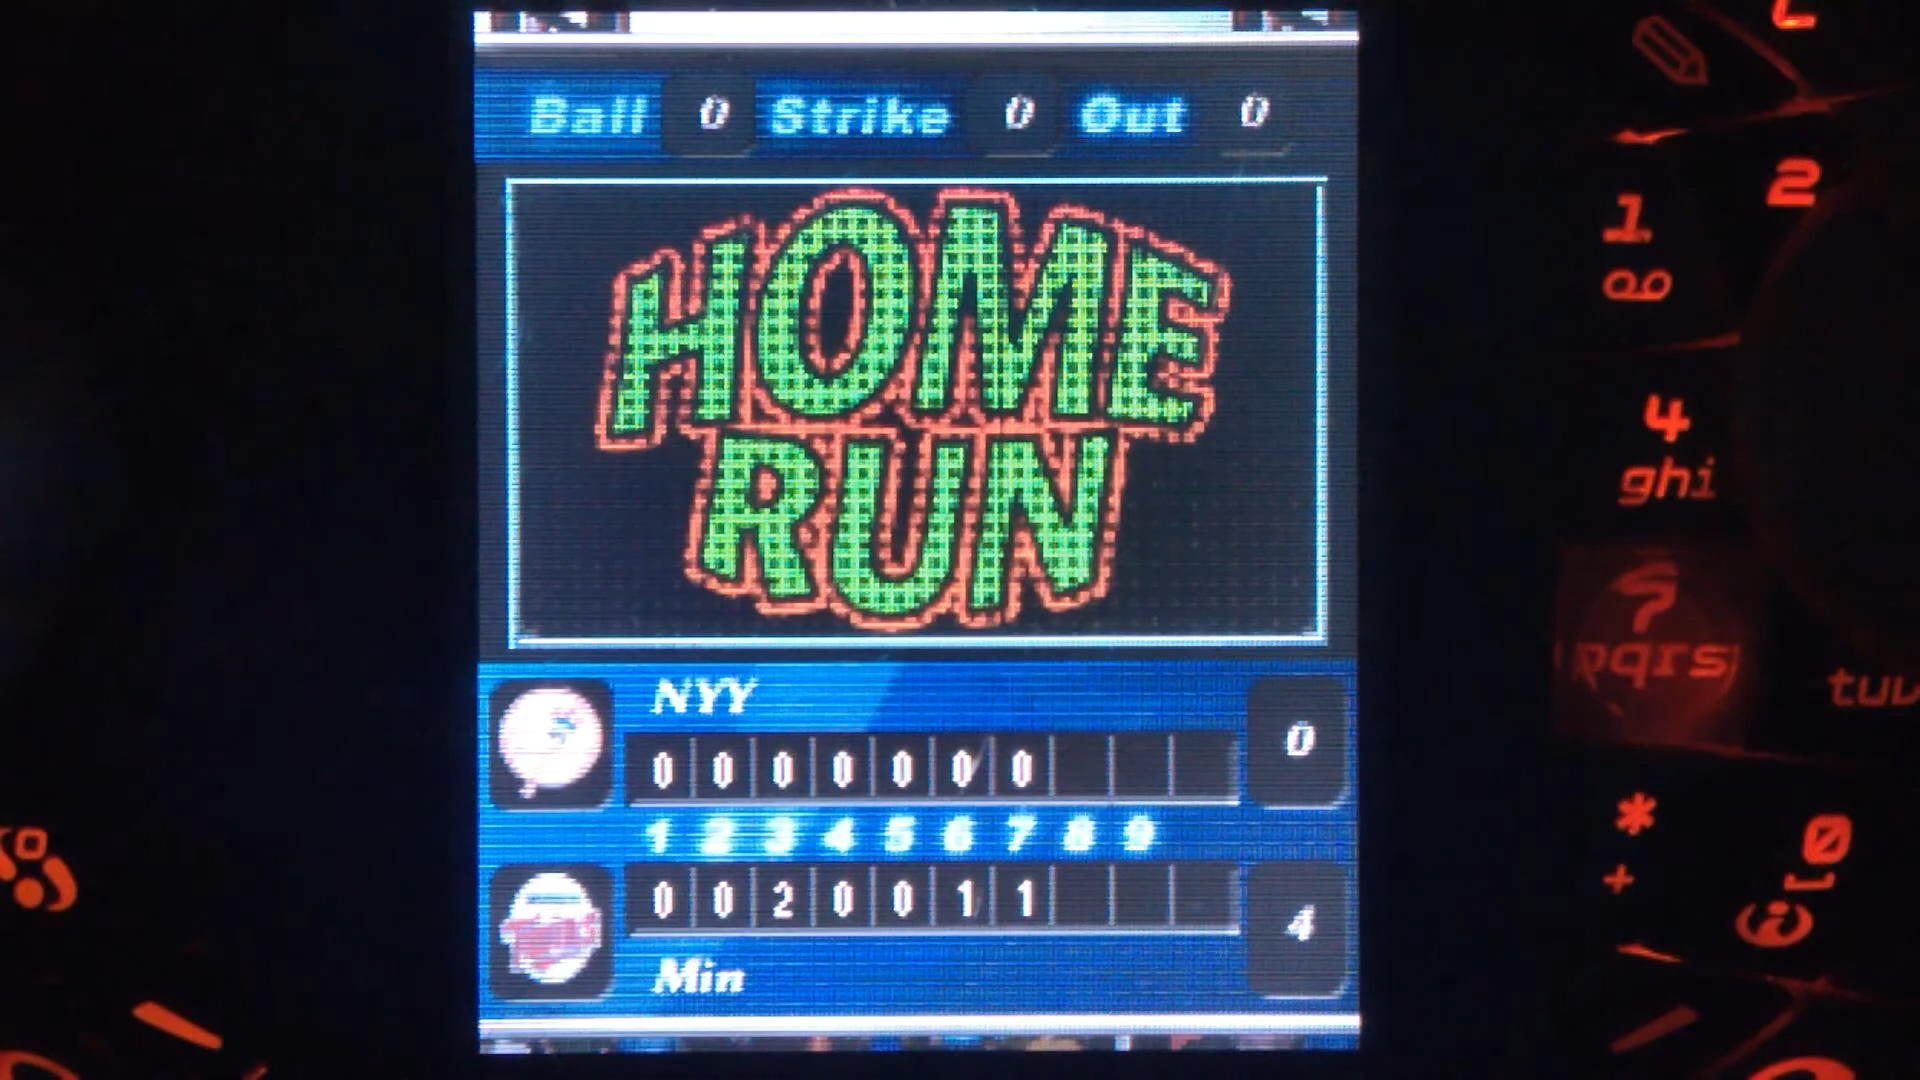 Ball 0 Strike 0 Out 0
HOME
RUN
NYY
0 0 0 0 0 0 0 0
1 2 3 4 5 6 7 8 9
0 0 2 0 0 1 1 4
Min
2
1
4
ghi
pqrs
tuv
*
+
0